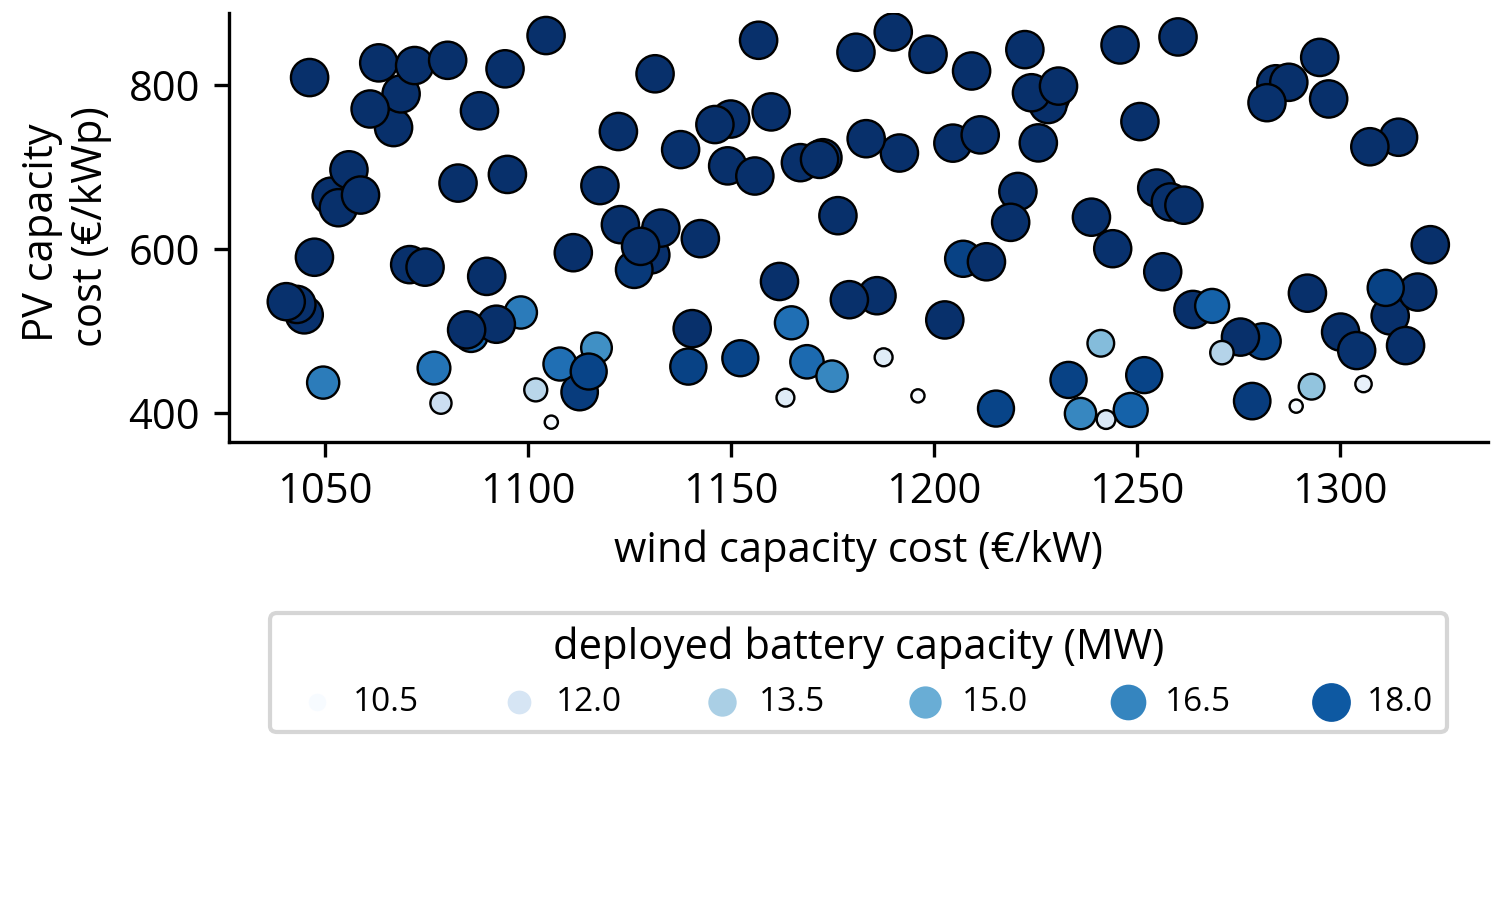 PV capacity
cost (€/kWp)
800
600
400
1050 1100 1150 1200 1250 1300
wind capacity cost (€/kW)
deployed battery capacity (MW)
10.5 12.0 13.5 15.0 16.5 18.0